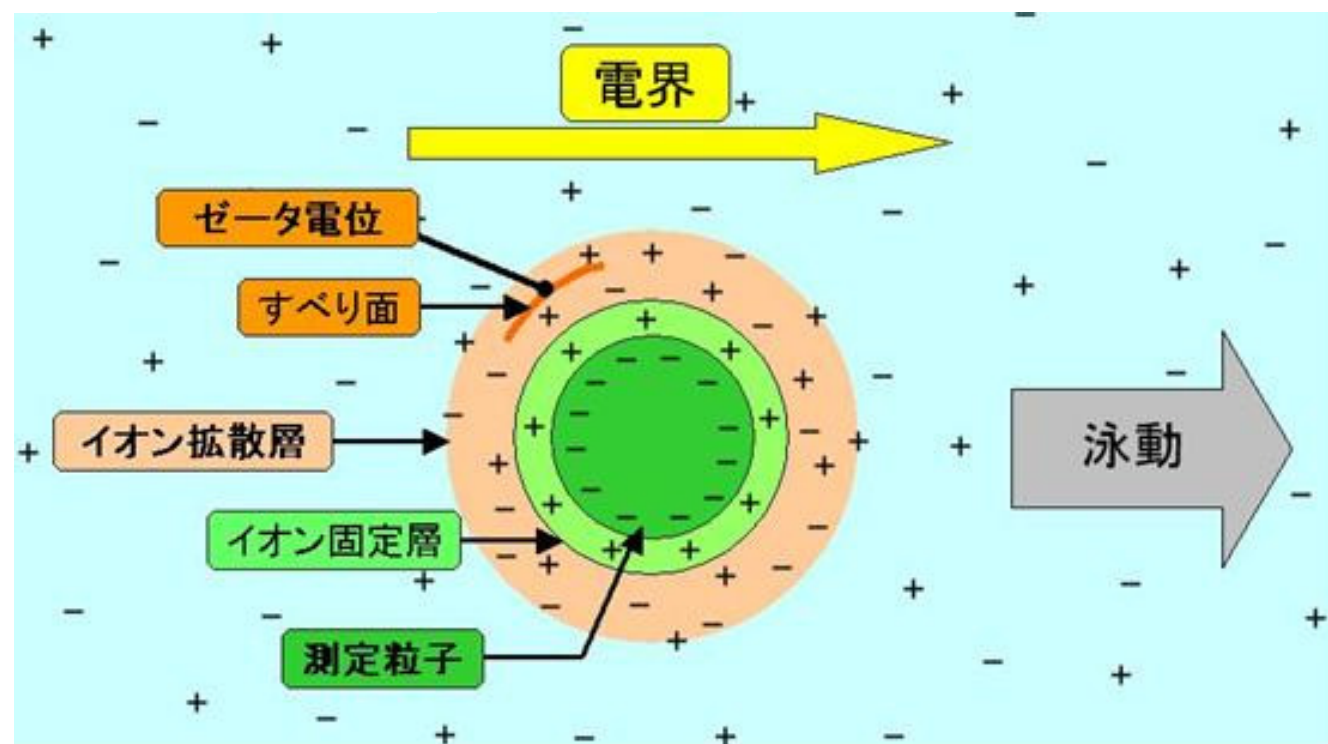 電界
ゼータ電位
すべり面
イオン拡散層
泳動
イオン固定層
測定粒子